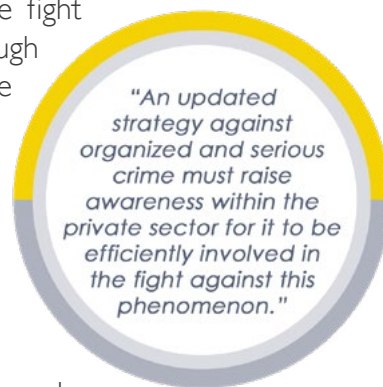 e fight
ugh
e
"An updated
strategy against
organized and serious
crime must raise
awareness within the
private sector for it to be
efficiently involved in
the fight against this
phenomenon."